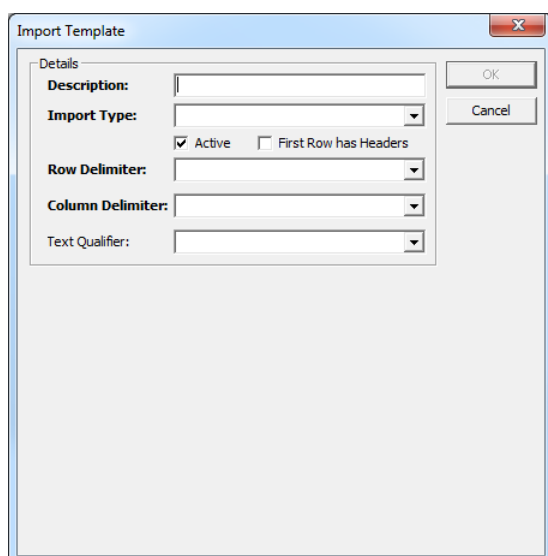 Import Template
Details
Description:
OK
Import Type:
Cancel
Active
First Row has Headers
Row Delimiter:
Column Delimiter:
Text Qualifier: